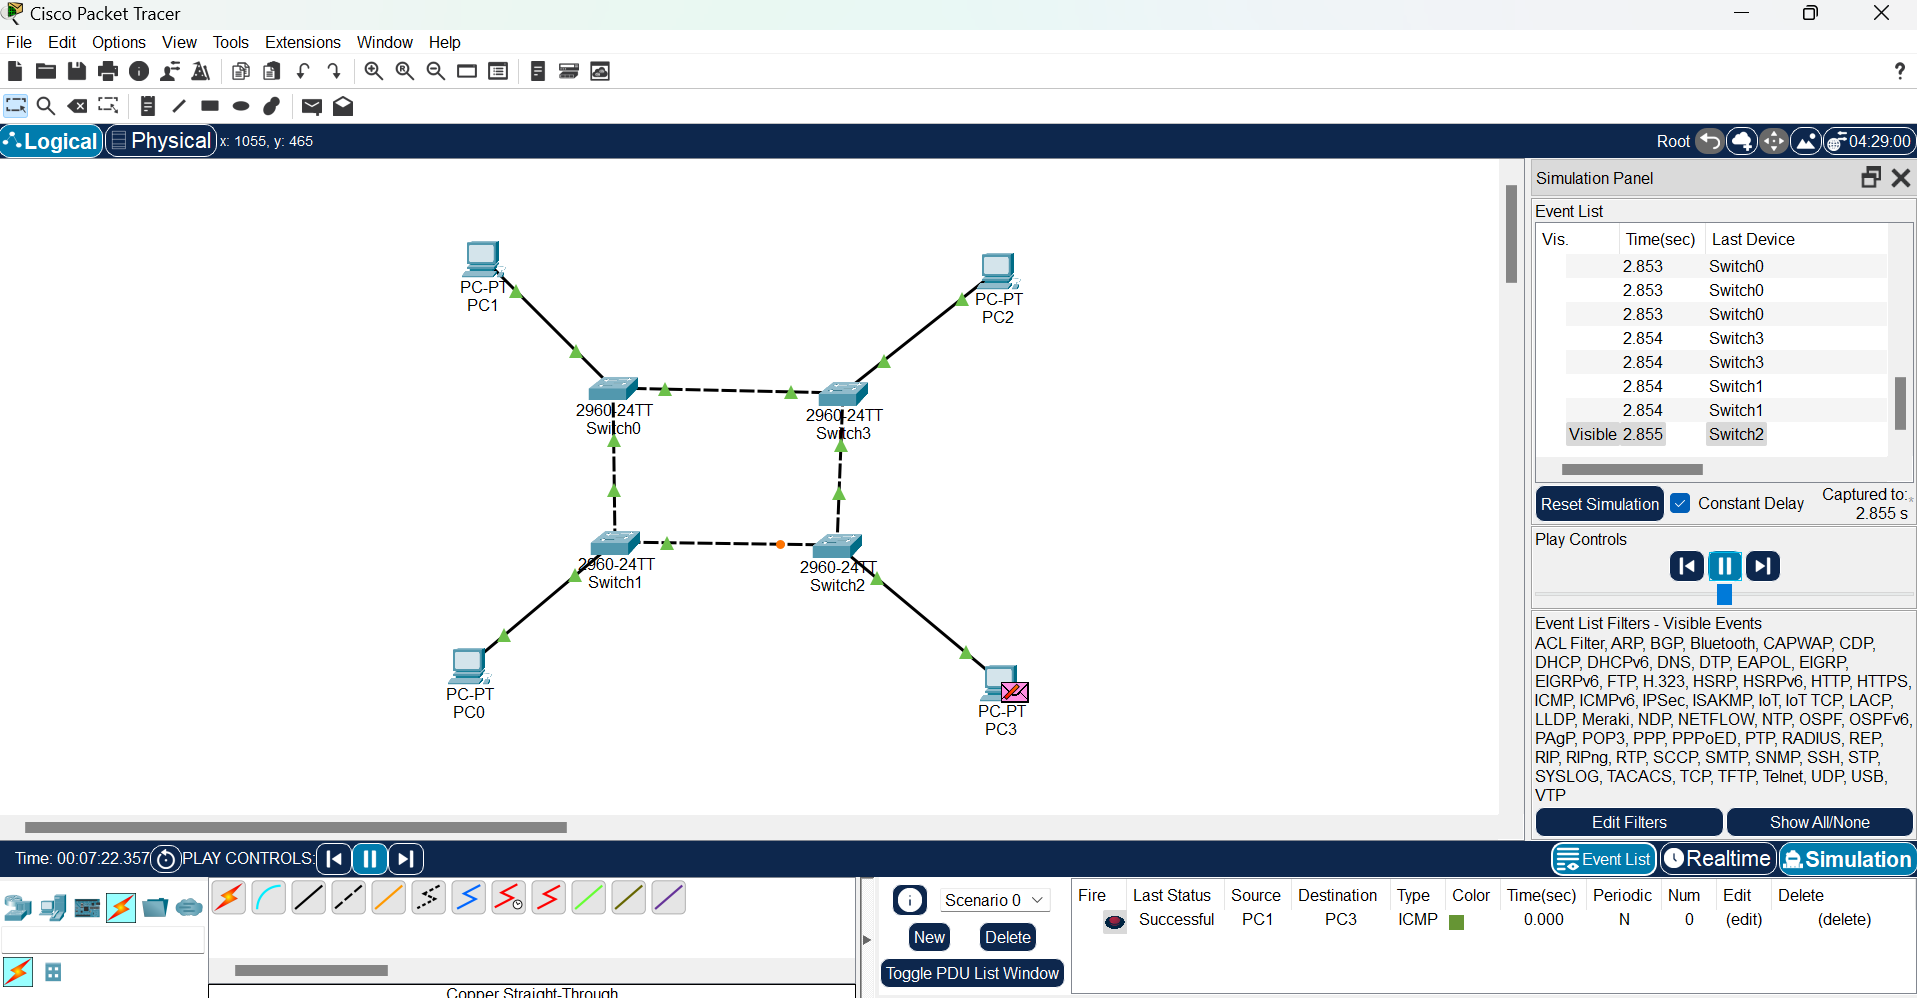 Cisco Packet Tracer
File Edit Options View Tools Extensions Window Help
?
Logical Physical x: 1055, y: 465 Root 04:29:00
Simulation Panel
Event List
Vis. Time(sec) Last Device
2.853 Switch0
2.853 Switch0
2.853 Switch0
2.854 Switch3
2.854 Switch3
2.854 Switch1
2.854 Switch1
Visible 2.855 Switch2
Reset Simulation Constant Delay Captured to:*
2.855 s
Play Controls
Event List Filters - Visible Events
ACL Filter, ARP, BGP, Bluetooth, CAPWAP, CDP,
DHCP, DHCPv6, DNS, DTP, EAPOL, EIGRP,
EIGRPv6, FTP, H.323, HSRP, HSRPv6, HTTP, HTTPS,
ICMP, ICMPv6, IPSec, ISAKMP, IoT, IoT TCP, LACP,
LLDP, Meraki, NDP, NETFLOW, NTP, OSPF, OSPFv6,
PAgP, POP3, PPP, PPPoED, PTP, RADIUS, REP,
RIP, RIPng, RTP, SCCP, SMTP, SNMP, SSH, STP,
SYSLOG, TACACS, TCP, TFTP, Telnet, UDP, USB,
VTP
Edit Filters Show All/None
PC-PT
PC1
PC-PT
PC2
2960-24TT
Switch0
2960-24TT
Switch3
2960-24TT
Switch1
2960-24TT
Switch2
PC-PT
PC0
PC-PT
PC3
Time: 00:07:22.357 PLAY CONTROLS: Event List Realtime Simulation
Scenario 0
New Delete
Toggle PDU List Window
Fire Last Status Source Destination Type Color Time(sec) Periodic Num Edit Delete
Successful PC1 PC3 ICMP 0.000 N 0 (edit) (delete)
Copper Straight-Through